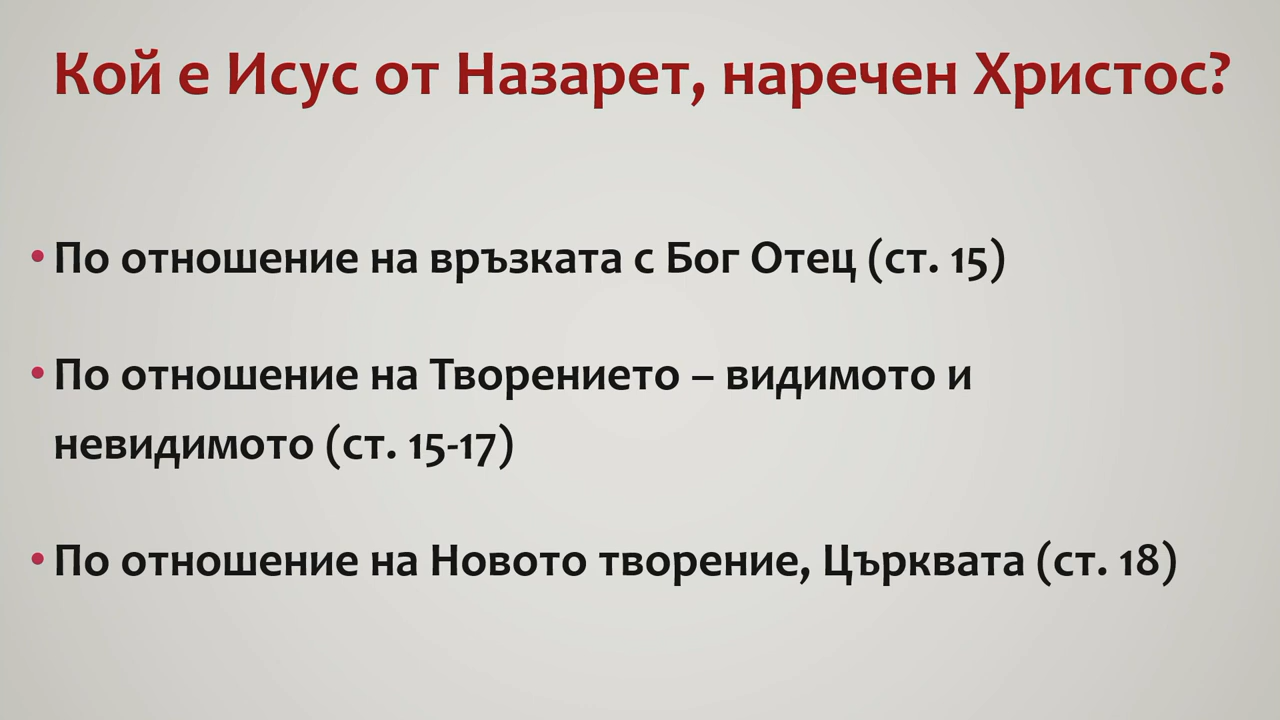 Кой е Исус от Назарет, наречен Христос?
• По отношение на връзката с Бог Отец (ст. 15)
• По отношение на Творението – видимото и
невидимото (ст. 15-17)
• По отношение на Новото творение, Църквата (ст. 18)